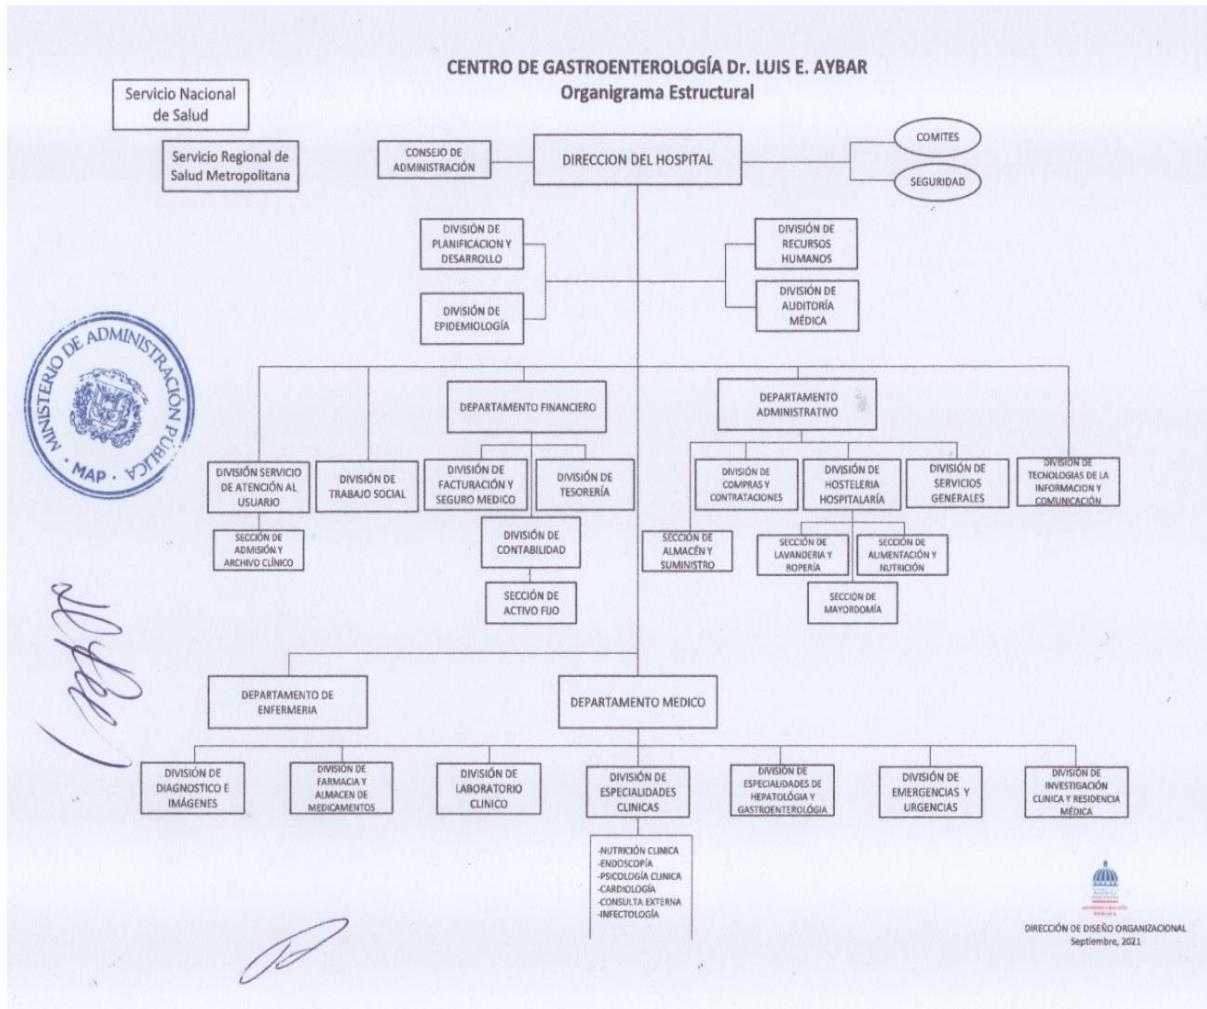 CENTRO DE GASTROENTEROLOGÍA Dr. LUIS E. AYBAR
Organigrama Estructural
Servicio Nacional
de Salud
Servicio Regional de
Salud Metropolitana
CONSEJO DE
ADMINISTRACIÓN
DIRECCION DEL HOSPITAL
COMITES
SEGURIDAD
DIVISIÓN DE
PLANIFICACION Y
DESARROLLO
DIVISIÓN DE
RECURSOS
HUMANOS
DIVISIÓN DE
EPIDEMIOLOGÍA
DIVISIÓN DE
AUDITORÍA
MÉDICA
MINISTERIO DE ADMINISTRACIÓN PÚBLICA
· MAP ·
DEPARTAMENTO FINANCIERO
DEPARTAMENTO
ADMINISTRATIVO
DIVISIÓN SERVICIO
DE ATENCIÓN AL
USUARIO
DIVISIÓN DE
TRABAJO SOCIAL
DIVISIÓN DE
FACTURACIÓN Y
SEGURO MEDICO
DIVISIÓN DE
TESORERÍA
DIVISIÓN DE
COMPRAS Y
CONTRATACIONES
DIVISIÓN DE
HOSTELERIA
HOSPITALARÍA
DIVISIÓN DE
SERVICIOS
GENERALES
DIVISIÓN DE
TECNOLOGIAS DE LA
INFORMACION Y
COMUNICACIÓN
SECCIÓN DE
ADMISIÓN Y
ARCHIVO CLÍNICO
DIVISIÓN DE
CONTABILIDAD
SECCIÓN DE
ALMACÉN Y
SUMINISTRO
SECCIÓN DE
LAVANDERIA Y
ROPERÍA
SECCIÓN DE
ALIMENTACIÓN Y
NUTRICIÓN
SECCIÓN DE
ACTIVO FIJO
SECCIÓN DE
MAYORDOMÍA
DEPARTAMENTO DE
ENFERMERIA
DEPARTAMENTO MEDICO
DIVISIÓN DE
DIAGNOSTICO E
IMÁGENES
DIVISIÓN DE
FARMACIA Y
ALMACEN DE
MEDICAMENTOS
DIVISIÓN DE
LABORATORIO
CLINICO
DIVISIÓN DE
ESPECIALIDADES
CLINICAS
DIVISIÓN DE
ESPECIALIDADES DE
HEPATOLÓGIA Y
GASTROENTEROLÓGIA
DIVISIÓN DE
EMERGENCIAS Y
URGENCIAS
DIVISIÓN DE
INVESTIGACIÓN
CLINICA Y RESIDENCIA
MÉDICA
-NUTRICIÓN CLINICA
-ENDOSCOPÍA
-PSICOLOGÍA CLINICA
-CARDIOLOGÍA
-CONSULTA EXTERNA
-INFECTOLOGÍA
ADMINISTRACIÓN
PÚBLICA
DIRECCIÓN DE DISEÑO ORGANIZACIONAL
Septiembre, 2021